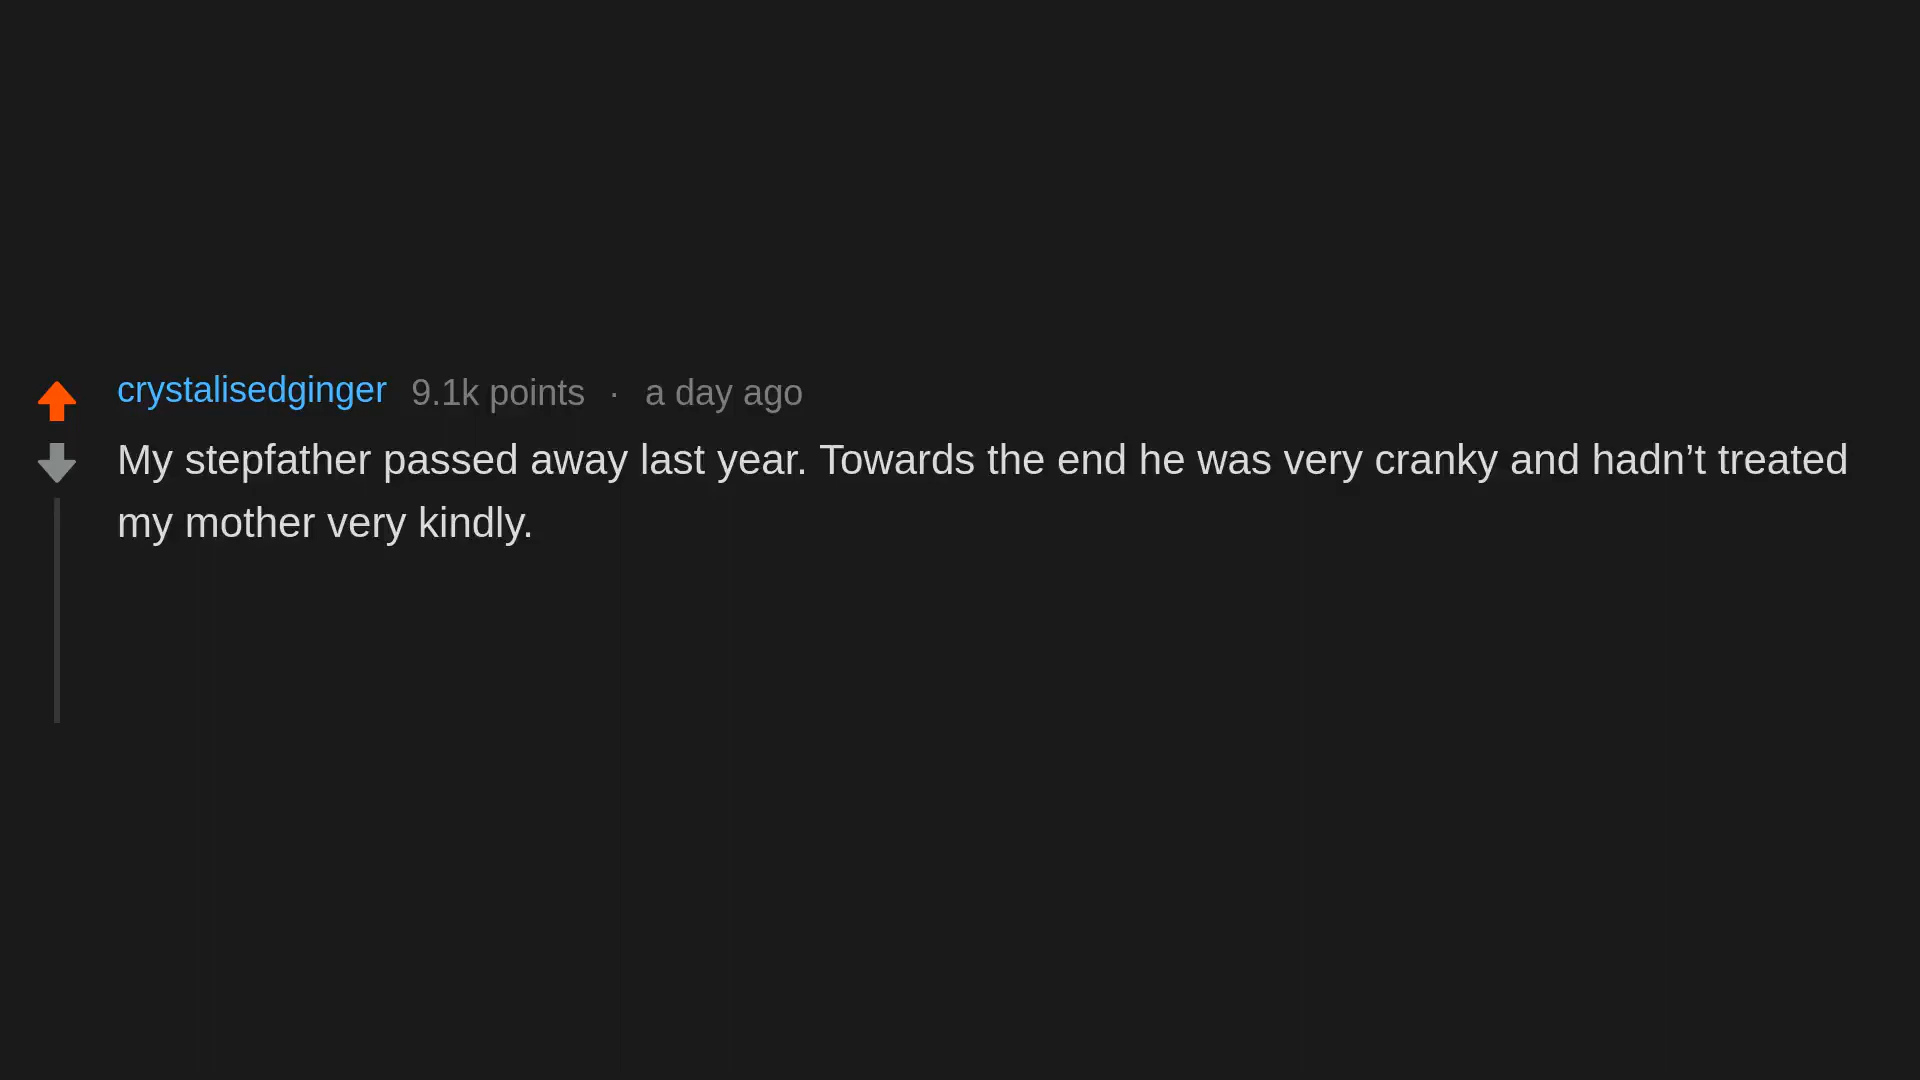 crystalisedginger 9.1k points · a day ago
My stepfather passed away last year. Towards the end he was very cranky and hadn’t treated
my mother very kindly.